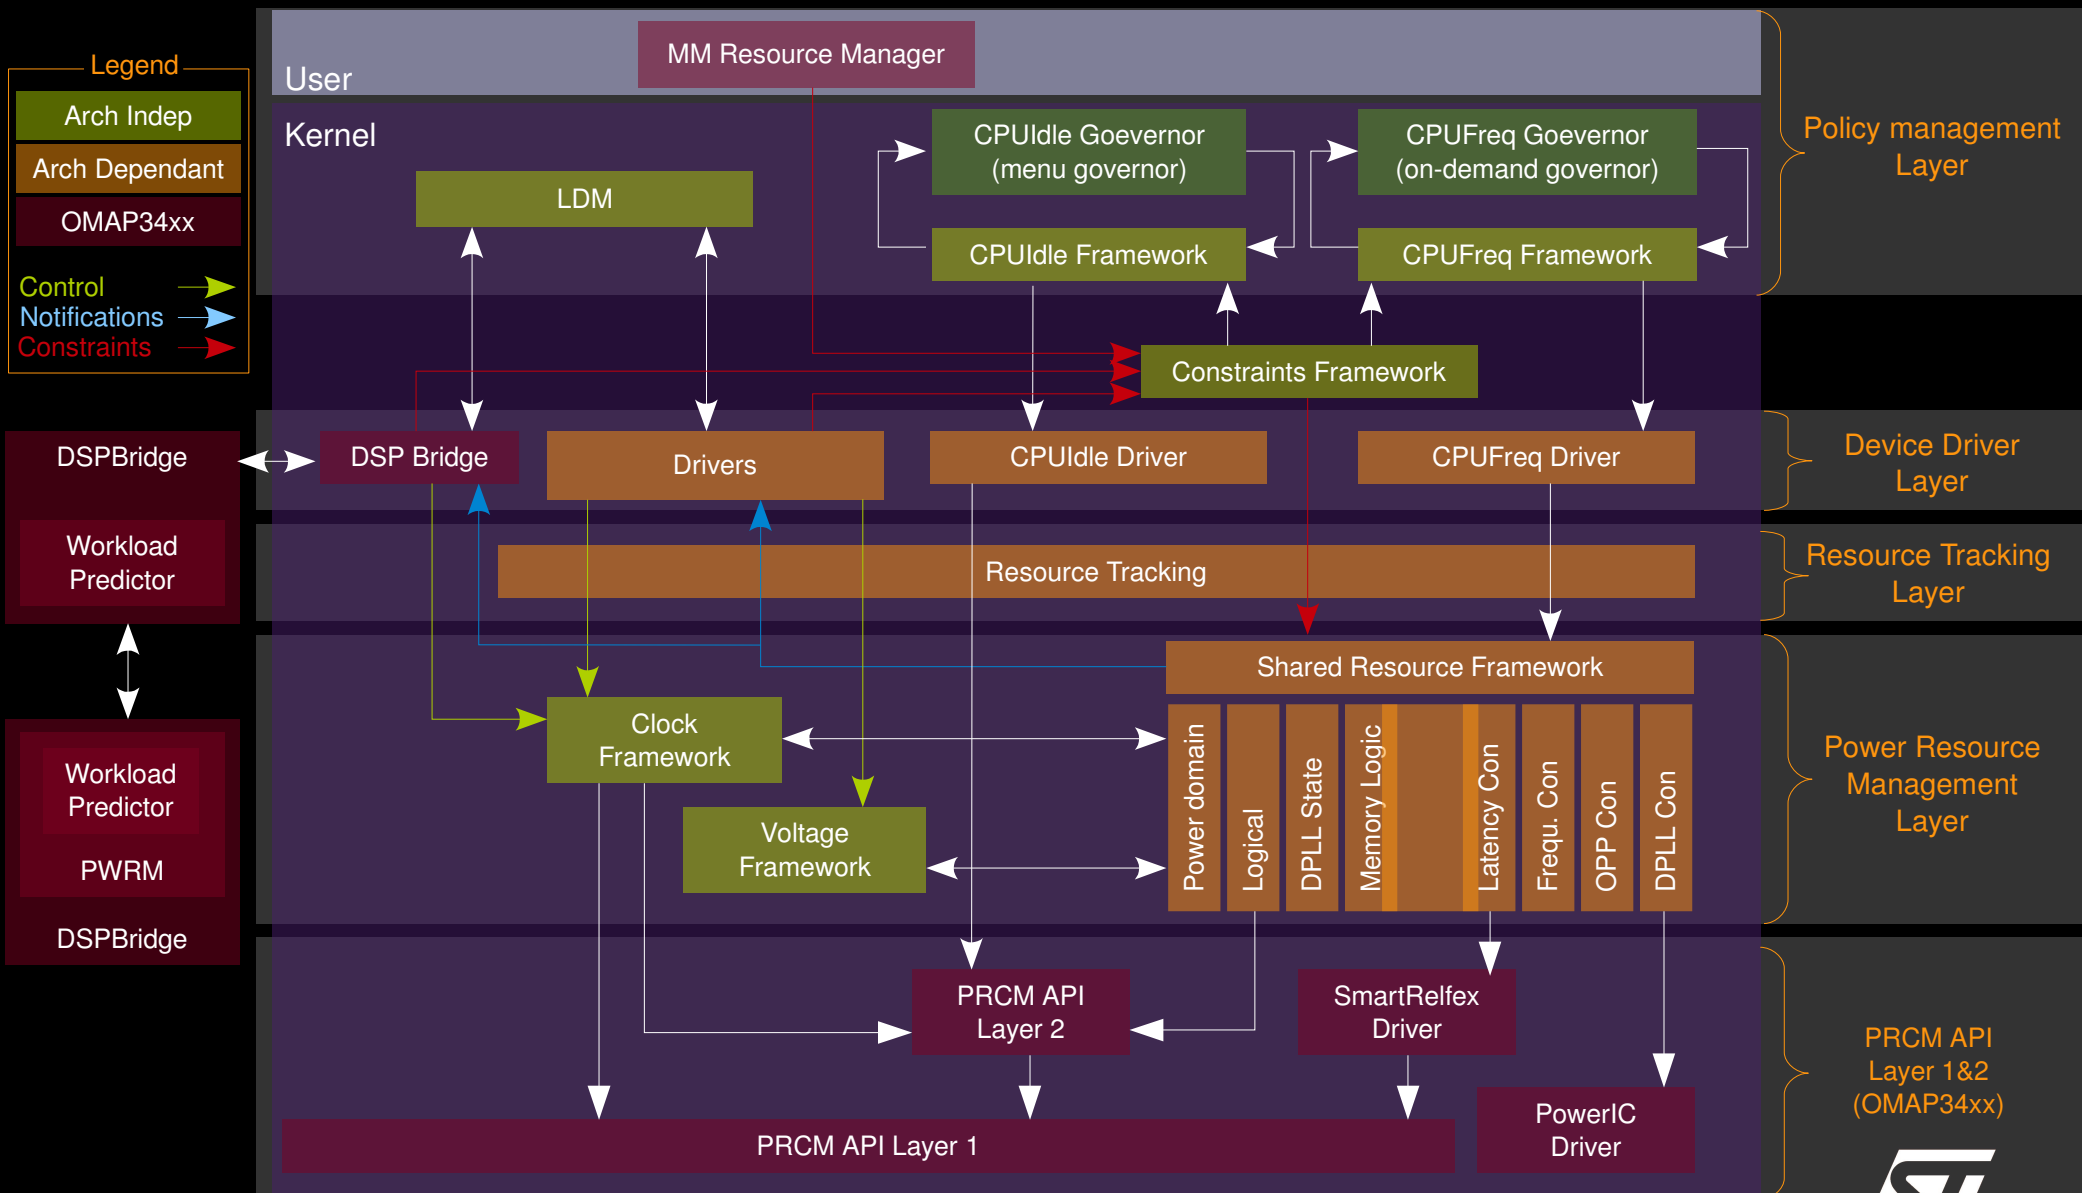 Legend
Arch Indep
Arch Dependant
OMAP34xx
Control
Notifications
Constraints
User
MM Resource Manager
Kernel
LDM
CPUIdle Goevernor
(menu governor)
CPUFreq Goevernor
(on-demand governor)
CPUIdle Framework
CPUFreq Framework
Constraints Framework
Policy management
Layer
DSPBridge
Workload
Predictor
DSP Bridge
Drivers
CPUIdle Driver
CPUFreq Driver
Device Driver
Layer
Resource Tracking
Resource Tracking
Layer
Shared Resource Framework
Clock
Framework
Voltage
Framework
Power domain
Logical
DPLL State
Memory Logic
Latency Con
Frequ. Con
OPP Con
DPLL Con
Power Resource
Management
Layer
Workload
Predictor
PWRM
DSPBridge
PRCM API
Layer 2
SmartRelfex
Driver
PowerIC
Driver
PRCM API Layer 1
PRCM API
Layer 1&2
(OMAP34xx)
ST